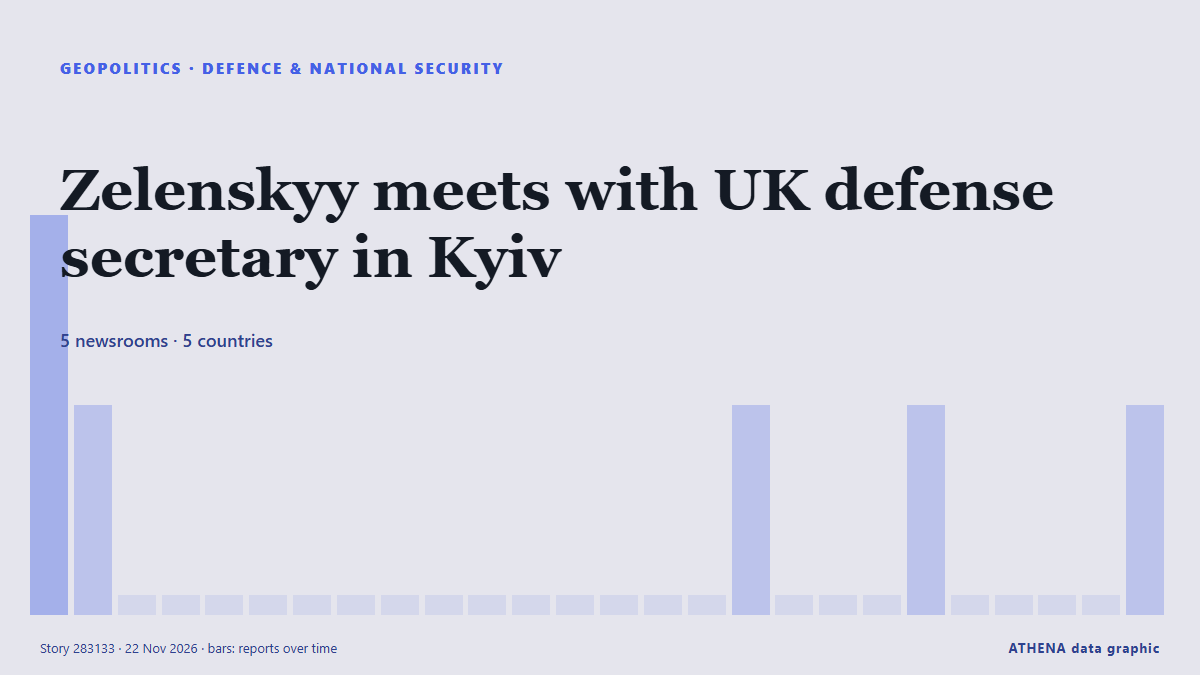 GEOPOLITICS · DEFENCE & NATIONAL SECURITY
Zelenskyy meets with UK defense
secretary in Kyiv
5 newsrooms · 5 countries
Story 283133 · 22 Nov 2026 · bars: reports over time
ATHENA data graphic